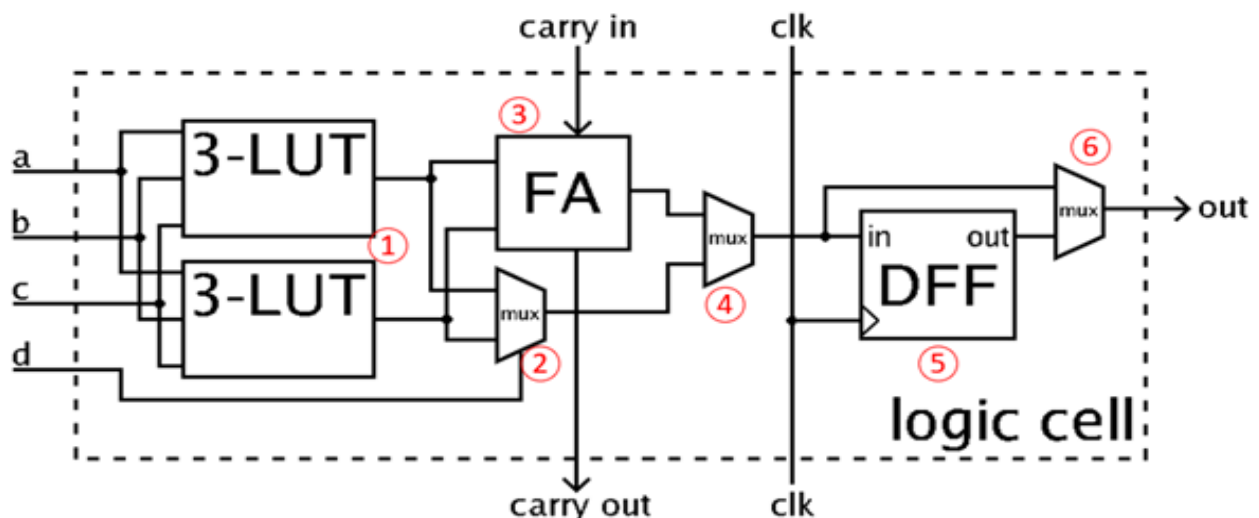 carry in
clk
③
⑥
a
3-LUT
FA
mux
out
b
mux
①
in
out
c
3-LUT
④
DFF
mux
d
②
⑤
logic cell
carry out
clk